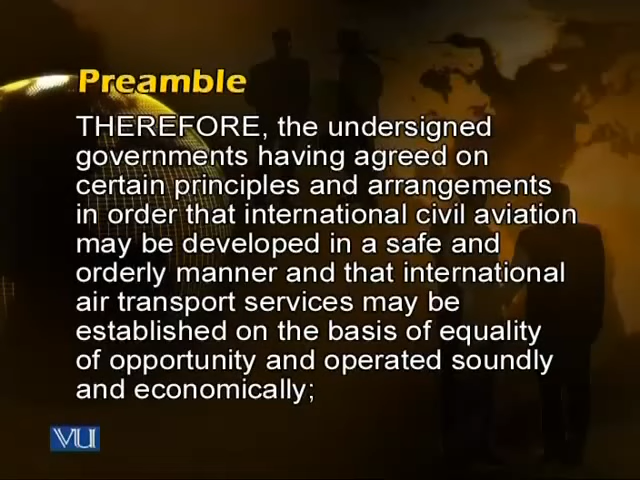 Preamble
THEREFORE, the undersigned
governments having agreed on
certain principles and arrangements
in order that international civil aviation
may be developed in a safe and
orderly manner and that international
air transport services may be
established on the basis of equality
of opportunity and operated soundly
and economically;
VU